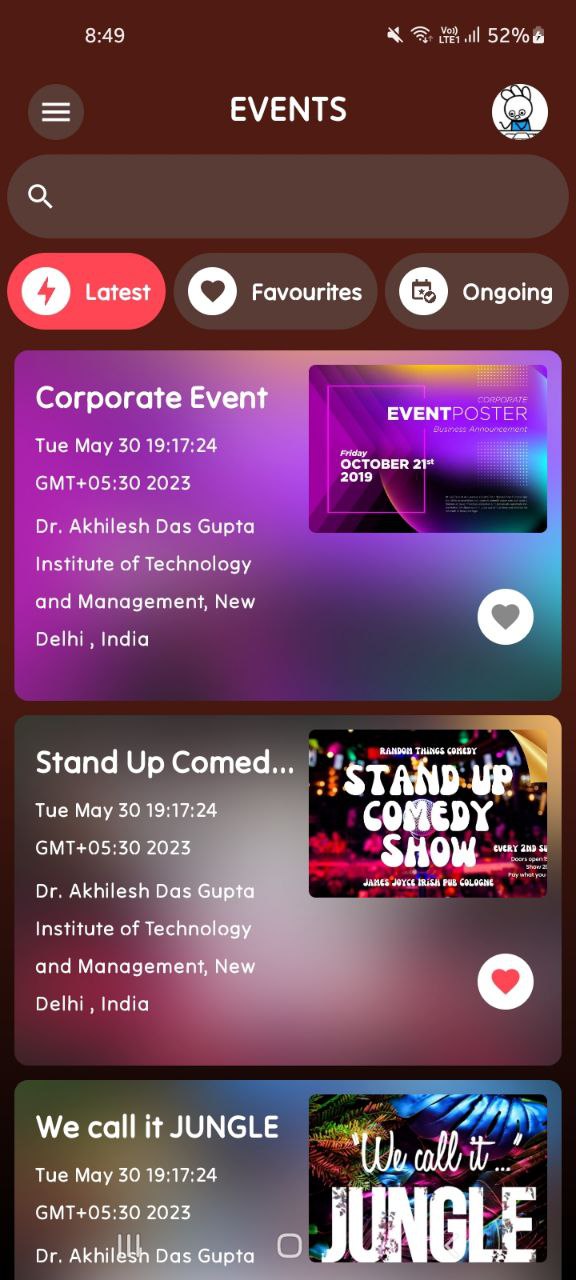 8:49
Vo)) LTE1 52%
EVENTS
Latest
Favourites
Ongoing
Corporate Event
Tue May 30 19:17:24
GMT+05:30 2023
Dr. Akhilesh Das Gupta
Institute of Technology
and Management, New
Delhi , India
CORPORATE
EVENTPOSTER
Business Announcement
Friday
OCTOBER 21st
2019
Stand Up Comed...
Tue May 30 19:17:24
GMT+05:30 2023
Dr. Akhilesh Das Gupta
Institute of Technology
and Management, New
Delhi , India
RANDOM THINGS COMEDY
STAND UP
COMEDY
SHOW
EVERY 2ND SU
Doors open
Show
Pay what you
JAMES JOYCE IRISH PUB COLOGNE
We call it JUNGLE
Tue May 30 19:17:24
GMT+05:30 2023
Dr. Akhilesh Das Gupta
"We call it ..."
JUNGLE